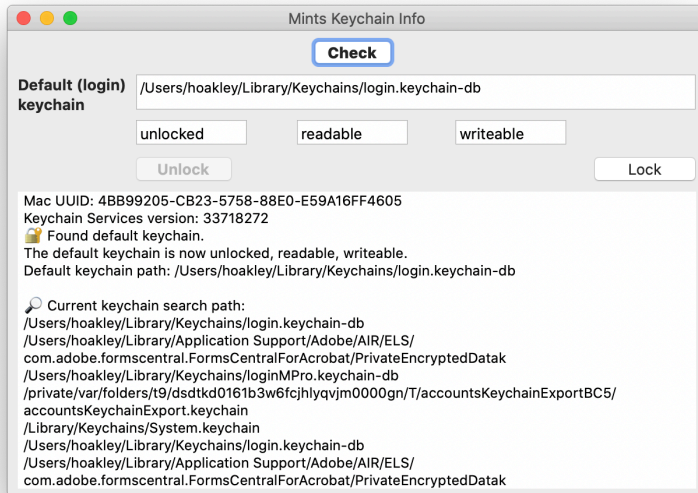 Mints Keychain Info
Check
Default (login)
keychain
/Users/hoakley/Library/Keychains/login.keychain-db
unlocked readable writeable
Unlock Lock
Mac UUID: 4BB99205-CB23-5758-88E0-E59A16FF4605
Keychain Services version: 33718272
🔐 Found default keychain.
The default keychain is now unlocked, readable, writeable.
Default keychain path: /Users/hoakley/Library/Keychains/login.keychain-db
🔎 Current keychain search path:
/Users/hoakley/Library/Keychains/login.keychain-db
/Users/hoakley/Library/Application Support/Adobe/AIR/ELS/
com.adobe.formscentral.FormsCentralForAcrobat/PrivateEncryptedDatak
/Users/hoakley/Library/Keychains/loginMPro.keychain-db
/private/var/folders/t9/dsdtkd0161b3w6fcjhlyqvjm0000gn/T/accountsKeychainExportBC5/
accountsKeychainExport.keychain
/Library/Keychains/System.keychain
/Users/hoakley/Library/Keychains/login.keychain-db
/Users/hoakley/Library/Application Support/Adobe/AIR/ELS/
com.adobe.formscentral.FormsCentralForAcrobat/PrivateEncryptedDatak